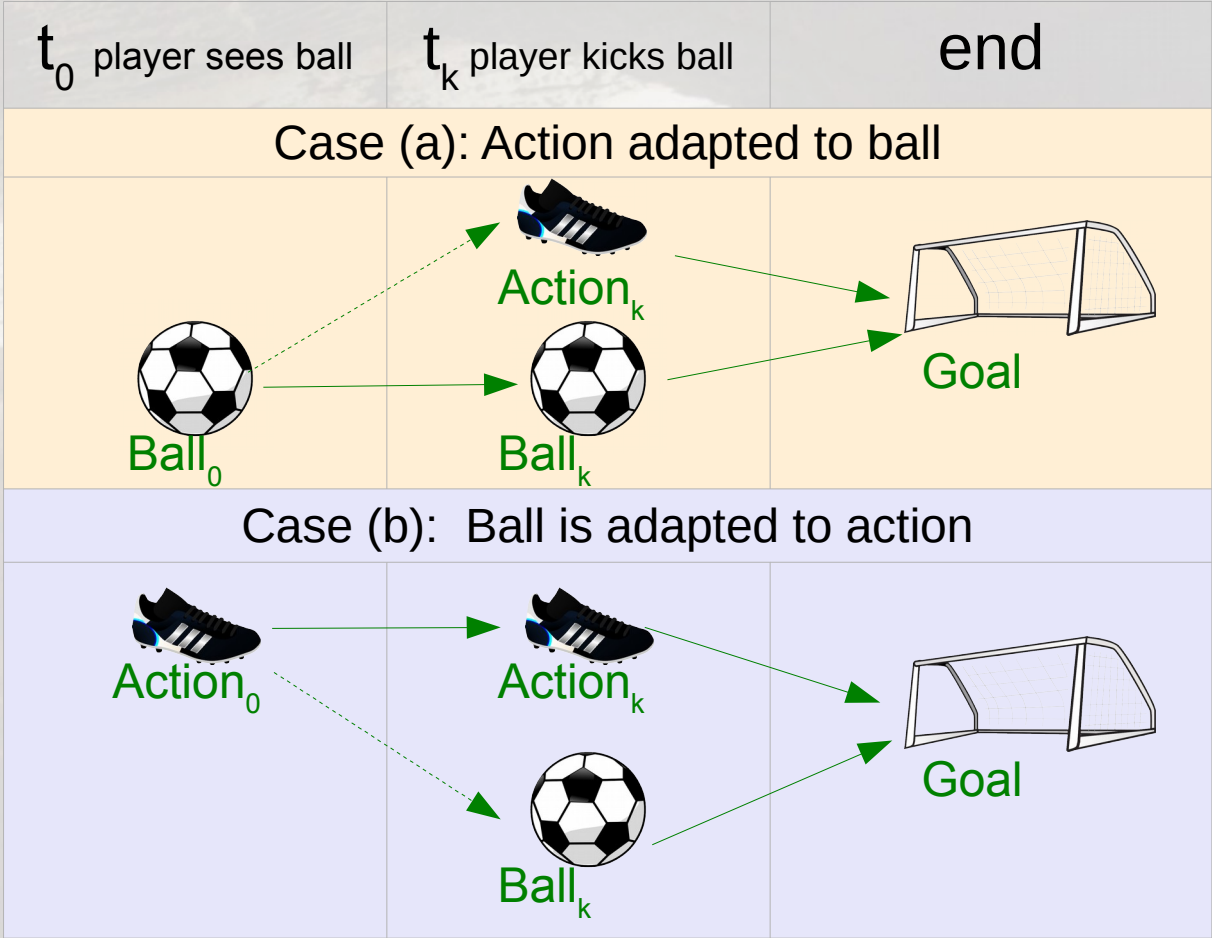 t0 player sees ball
tk player kicks ball
end
Case (a): Action adapted to ball
Actionk
Goal
Ball0
Ballk
Case (b):  Ball is adapted to action
Action0
Actionk
Goal
Ballk